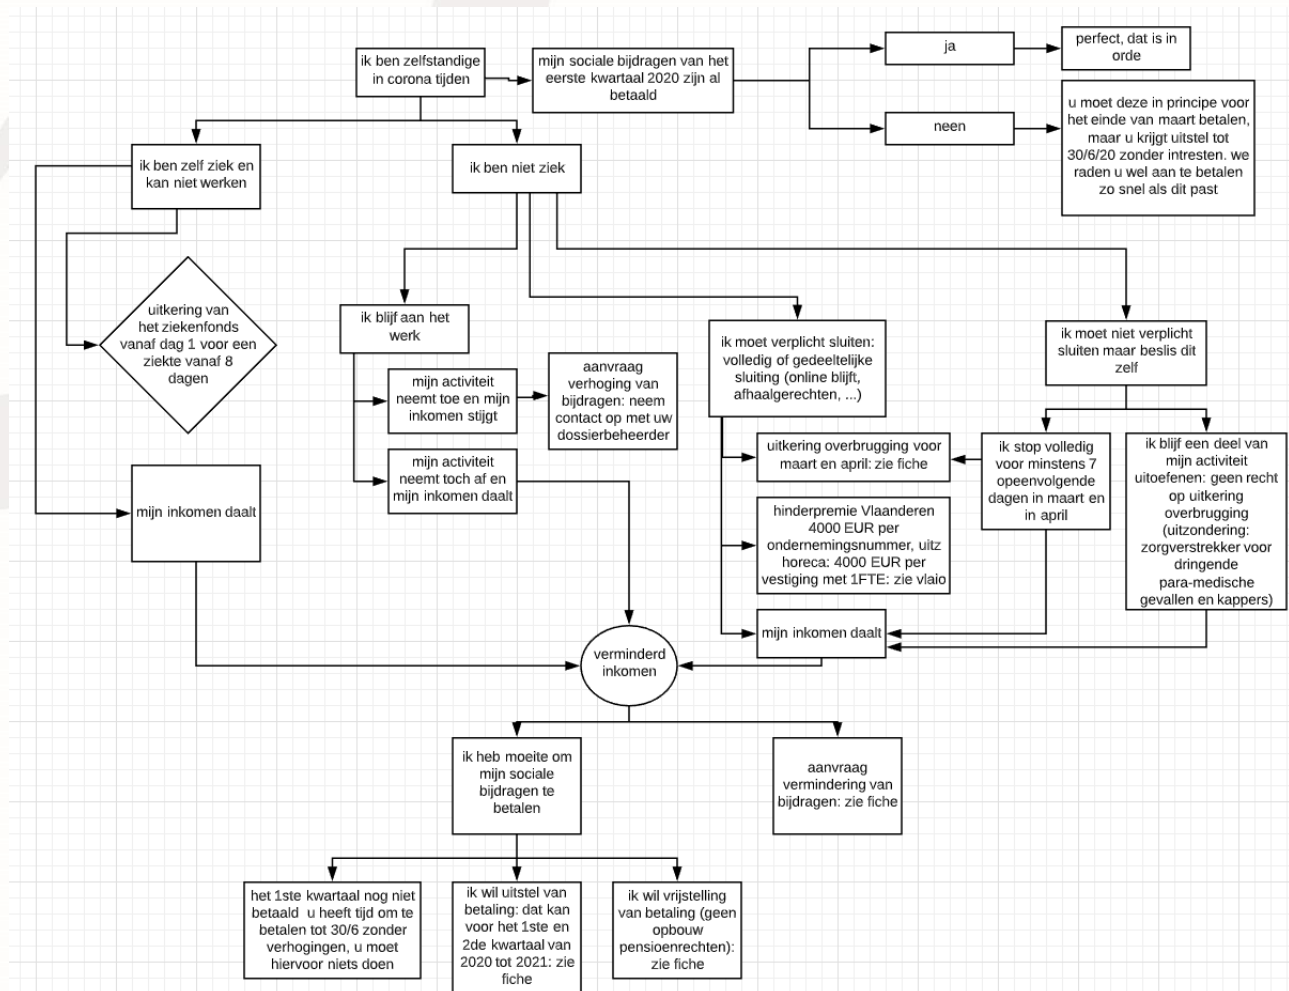 ik ben zelfstandige
in corona tijden
mijn sociale bijdragen van het
eerste kwartaal 2020 zijn al
betaald
ja
perfect, dat is in
orde
neen
u moet deze in principe voor
het einde van maart betalen,
maar u krijgt uitstel tot
30/6/20 zonder intresten. we
raden u wel aan te betalen
zo snel als dit past
ik ben zelf ziek en
kan niet werken
ik ben niet ziek
uitkering van
het ziekenfonds
vanaf dag 1 voor een
ziekte vanaf 8
dagen
ik blijf aan het
werk
ik moet verplicht sluiten:
volledig of gedeeltelijke
sluiting (online blijft,
afhaalgerechten, ...)
ik moet niet verplicht
sluiten maar beslis dit
zelf
mijn activiteit
neemt toe en mijn
inkomen stijgt
aanvraag
verhoging van
bijdragen: neem
contact op met uw
dossierbeheerder
mijn activiteit
neemt toch af en
mijn inkomen daalt
uitkering overbrugging voor
maart en april: zie fiche
ik stop volledig
voor minstens 7
opeenvolgende
dagen in maart en
in april
ik blijf een deel van
mijn activiteit
uitoefenen: geen recht
op uitkering
overbrugging
(uitzondering:
zorgverstrekker voor
dringende
para-medische
gevallen en kappers)
mijn inkomen daalt
hinderpremie Vlaanderen
4000 EUR per
ondernemingsnummer, uitz
horeca: 4000 EUR per
vestiging met 1FTE: zie vlaio
mijn inkomen daalt
verminderd
inkomen
ik heb moeite om
mijn sociale
bijdragen te
betalen
aanvraag
vermindering van
bijdragen: zie fiche
het 1ste kwartaal nog niet
betaald u heeft tijd om te
betalen tot 30/6 zonder
verhogingen, u moet
hiervoor niets doen
ik wil uitstel van
betaling: dat kan
voor het 1ste en
2de kwartaal van
2020 tot 2021: zie
fiche
ik wil vrijstelling
van betaling (geen
opbouw
pensioenrechten):
zie fiche